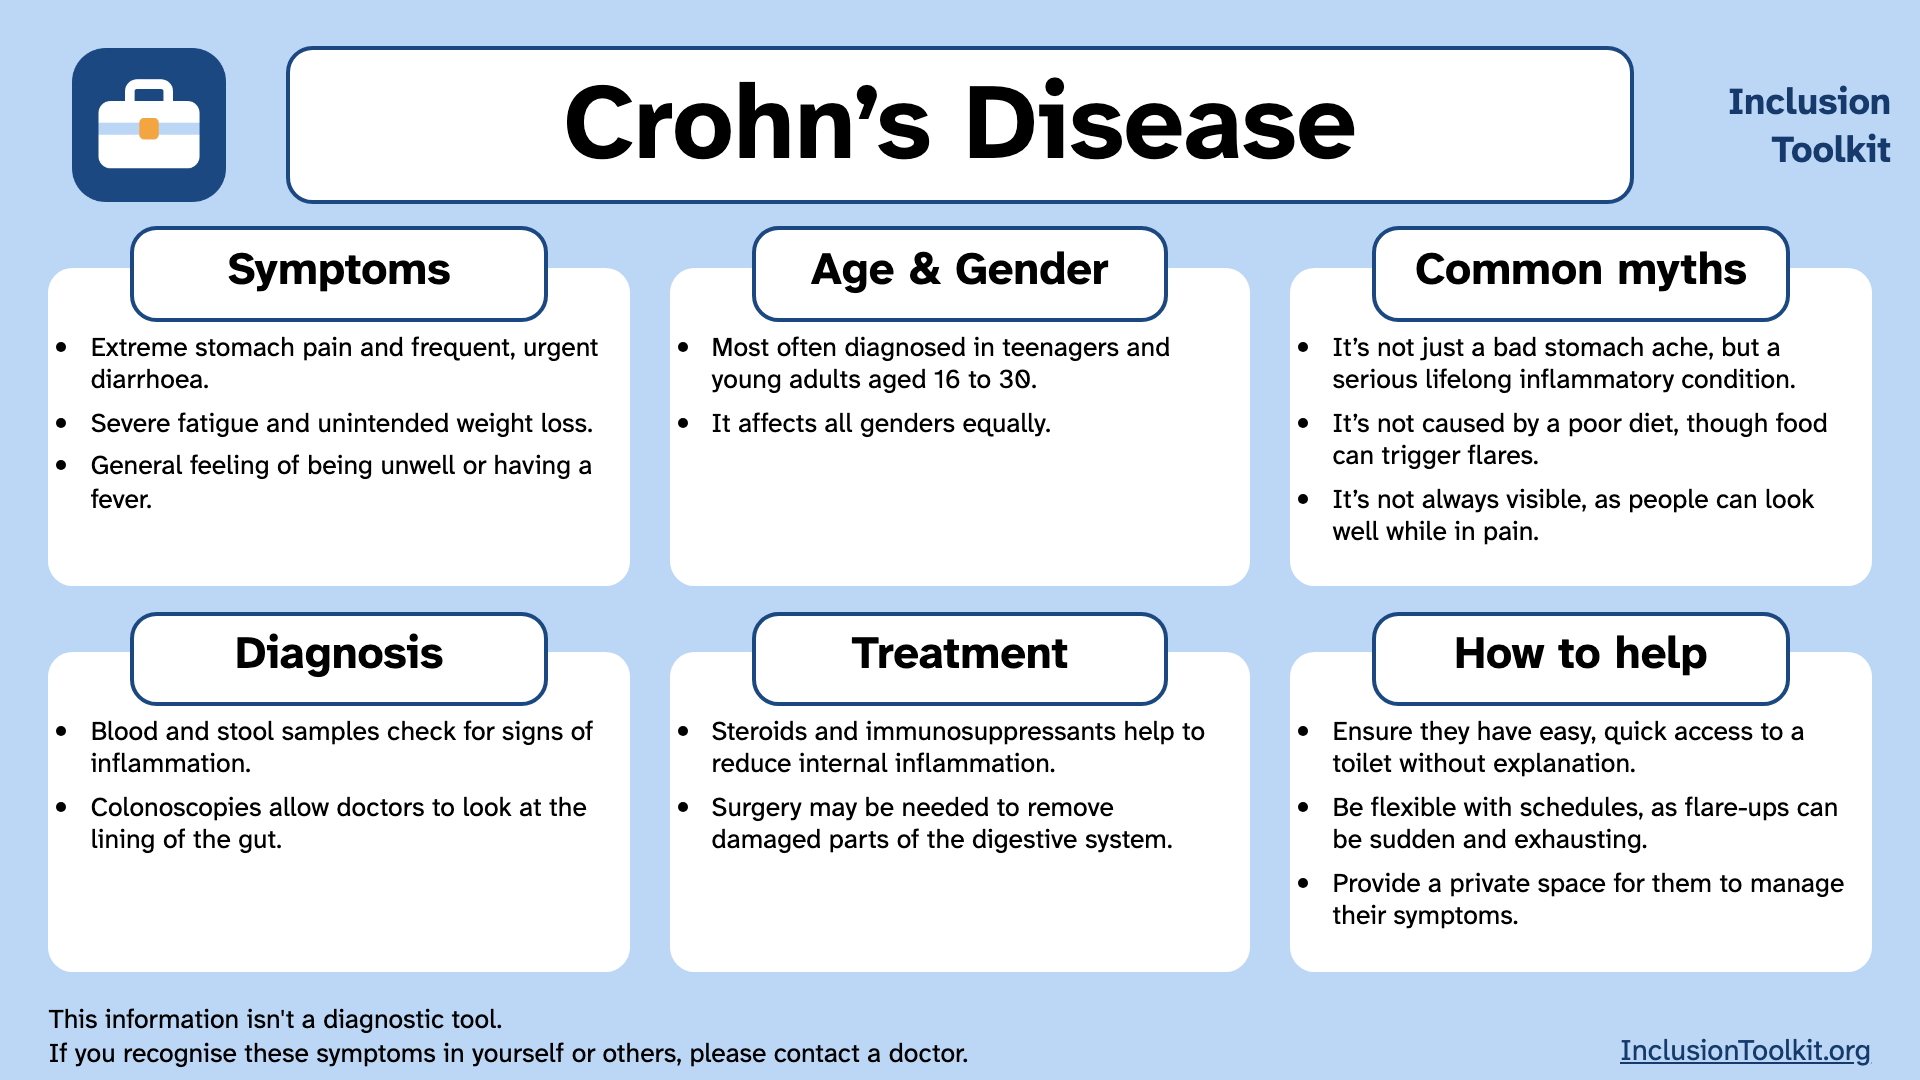 Crohn’s Disease
Inclusion
Toolkit
Symptoms
• Extreme stomach pain and frequent, urgent
diarrhoea.
• Severe fatigue and unintended weight loss.
• General feeling of being unwell or having a
fever.
Age & Gender
• Most often diagnosed in teenagers and
young adults aged 16 to 30.
• It affects all genders equally.
Common myths
• It’s not just a bad stomach ache, but a
serious lifelong inflammatory condition.
• It’s not caused by a poor diet, though food
can trigger flares.
• It’s not always visible, as people can look
well while in pain.
Diagnosis
• Blood and stool samples check for signs of
inflammation.
• Colonoscopies allow doctors to look at the
lining of the gut.
Treatment
• Steroids and immunosuppressants help to
reduce internal inflammation.
• Surgery may be needed to remove
damaged parts of the digestive system.
How to help
• Ensure they have easy, quick access to a
toilet without explanation.
• Be flexible with schedules, as flare-ups can
be sudden and exhausting.
• Provide a private space for them to manage
their symptoms.
This information isn't a diagnostic tool.
If you recognise these symptoms in yourself or others, please contact a doctor.
InclusionToolkit.org